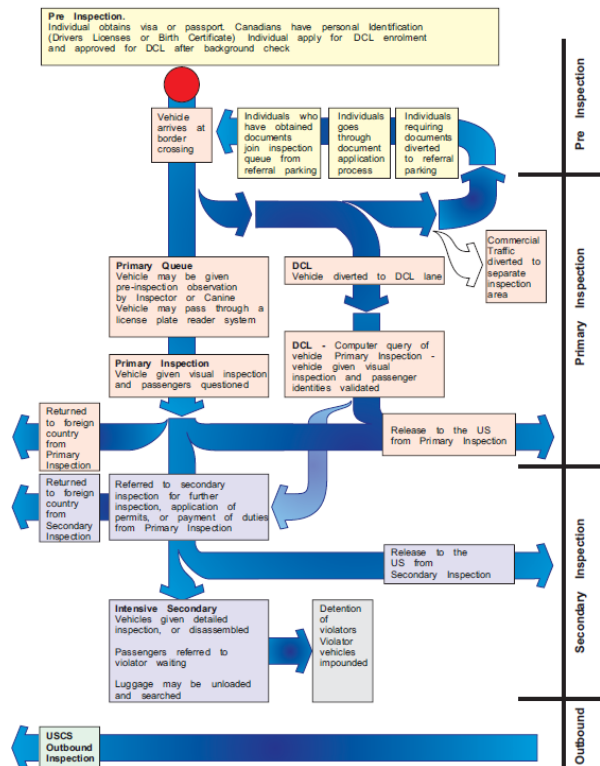 Pre Inspection.
Individual obtains visa or passport. Canadians have personal Identification
(Drivers Licenses or Birth Certificate) Individual apply for DCL enrolment
and approved for DCL after background check
Vehicle
arrives at
border
crossing
Individuals who
have obtained
documents
join inspection
queue from
referral parking
Individuals
goes
through
document
application
process
Individuals
requiring
documents
diverted
to referral
parking
Pre Inspection
Commercial
Traffic
diverted to
separate
inspection
area
Primary Queue
Vehicle may be given
pre-inspection observation
by Inspector or Canine
Vehicle may pass through a
license plate reader system
DCL
Vehicle diverted to DCL lane
DCL - Computer query of
vehicle Primary Inspection -
vehicle given visual
inspection and passenger
identities validated
Primary Inspection
Vehicle given visual inspection
and passengers questioned
Primary Inspection
Returned
to foreign
country
from
Primary
Inspection
Release to the US
from Primary Inspection
Returned
to foreign
country
from
Secondary
Inspection
Referred to secondary
inspection for further
inspection, application of
permits, or payment of duties
from Primary Inspection
Release to the
US from
Secondary Inspection
Secondary Inspection
Intensive Secondary
Vehicles given detailed
inspection, or disassembled
Passengers referred to
violator waiting
Luggage may be unloaded
and searched
Detention
of
violators
Violator
vehicles
impounded
USCS
Outbound
Inspection
Outbound